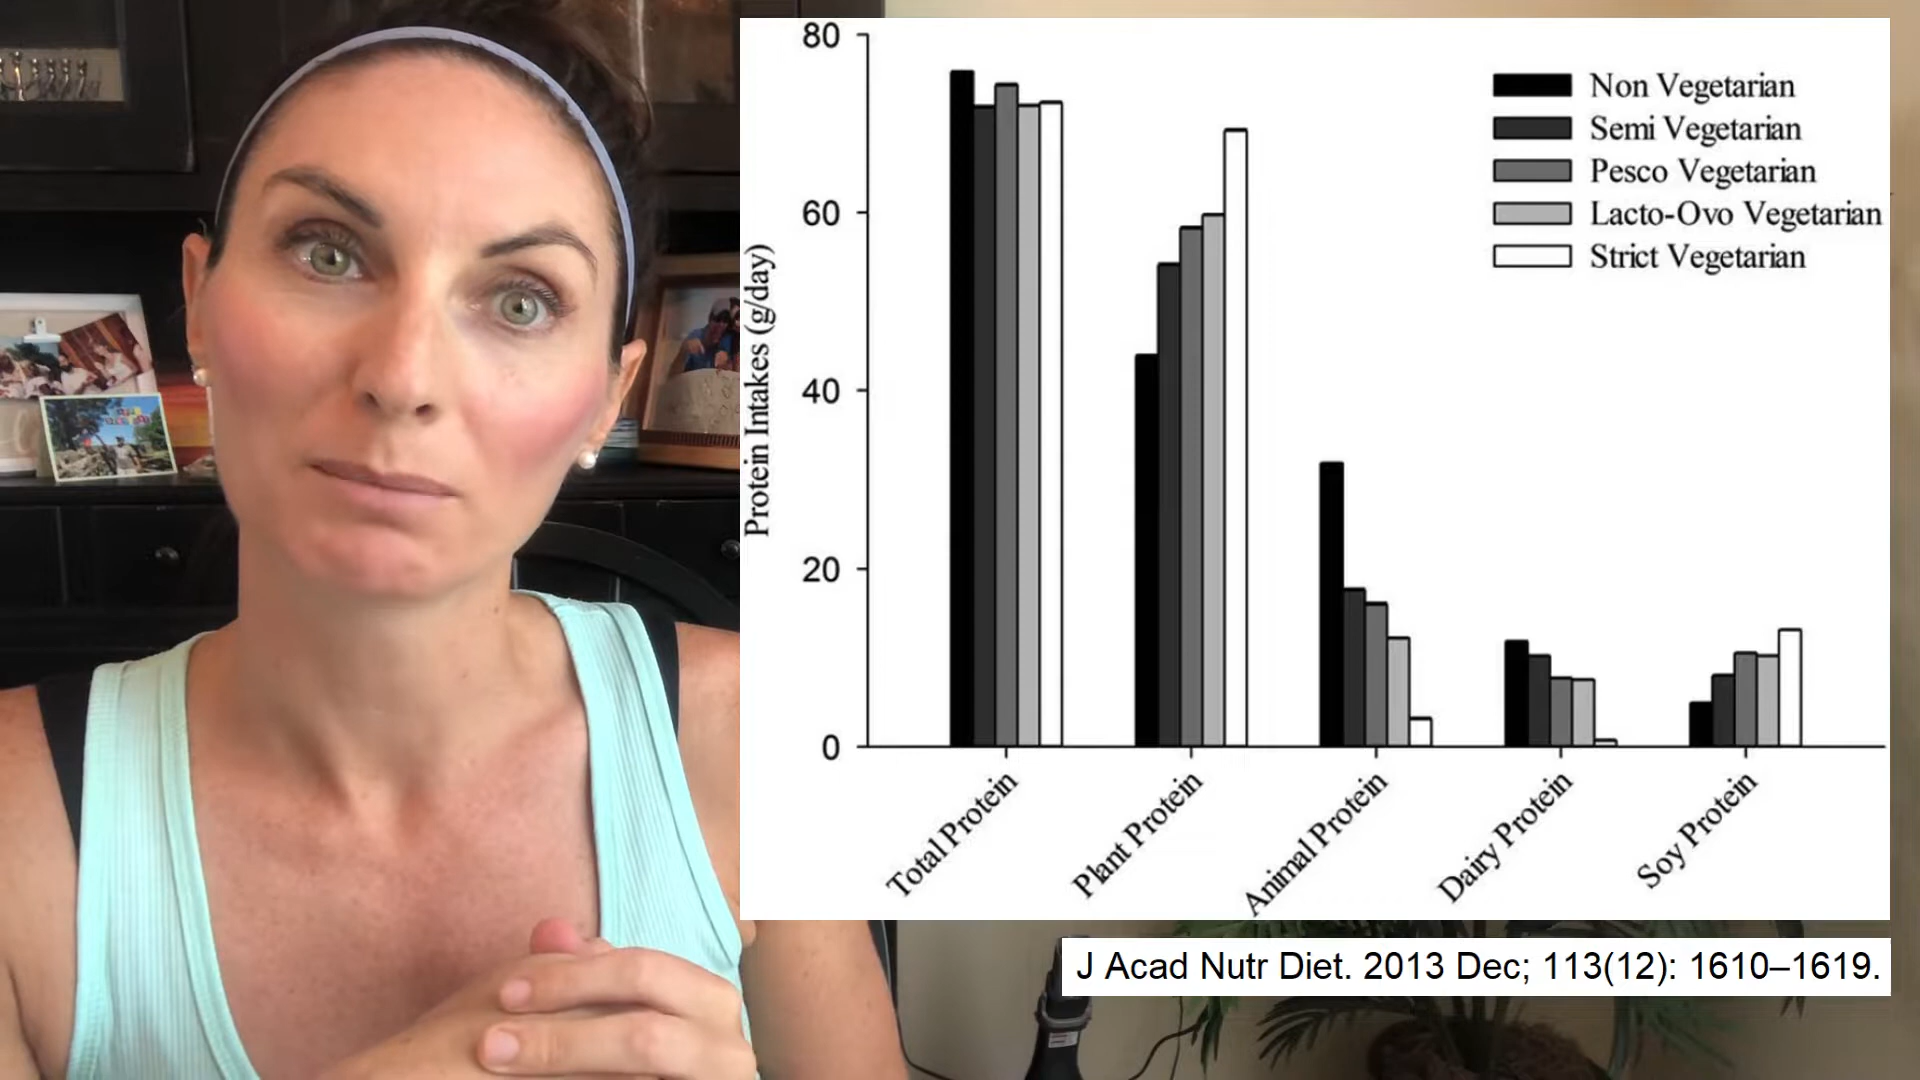 80
60
40
20
0
Protein Intakes (g/day)
Non Vegetarian
Semi Vegetarian
Pesco Vegetarian
Lacto-Ovo Vegetarian
Strict Vegetarian
Total Protein
Plant Protein
Animal Protein
Dairy Protein
Soy Protein
J Acad Nutr Diet. 2013 Dec; 113(12): 1610–1619.